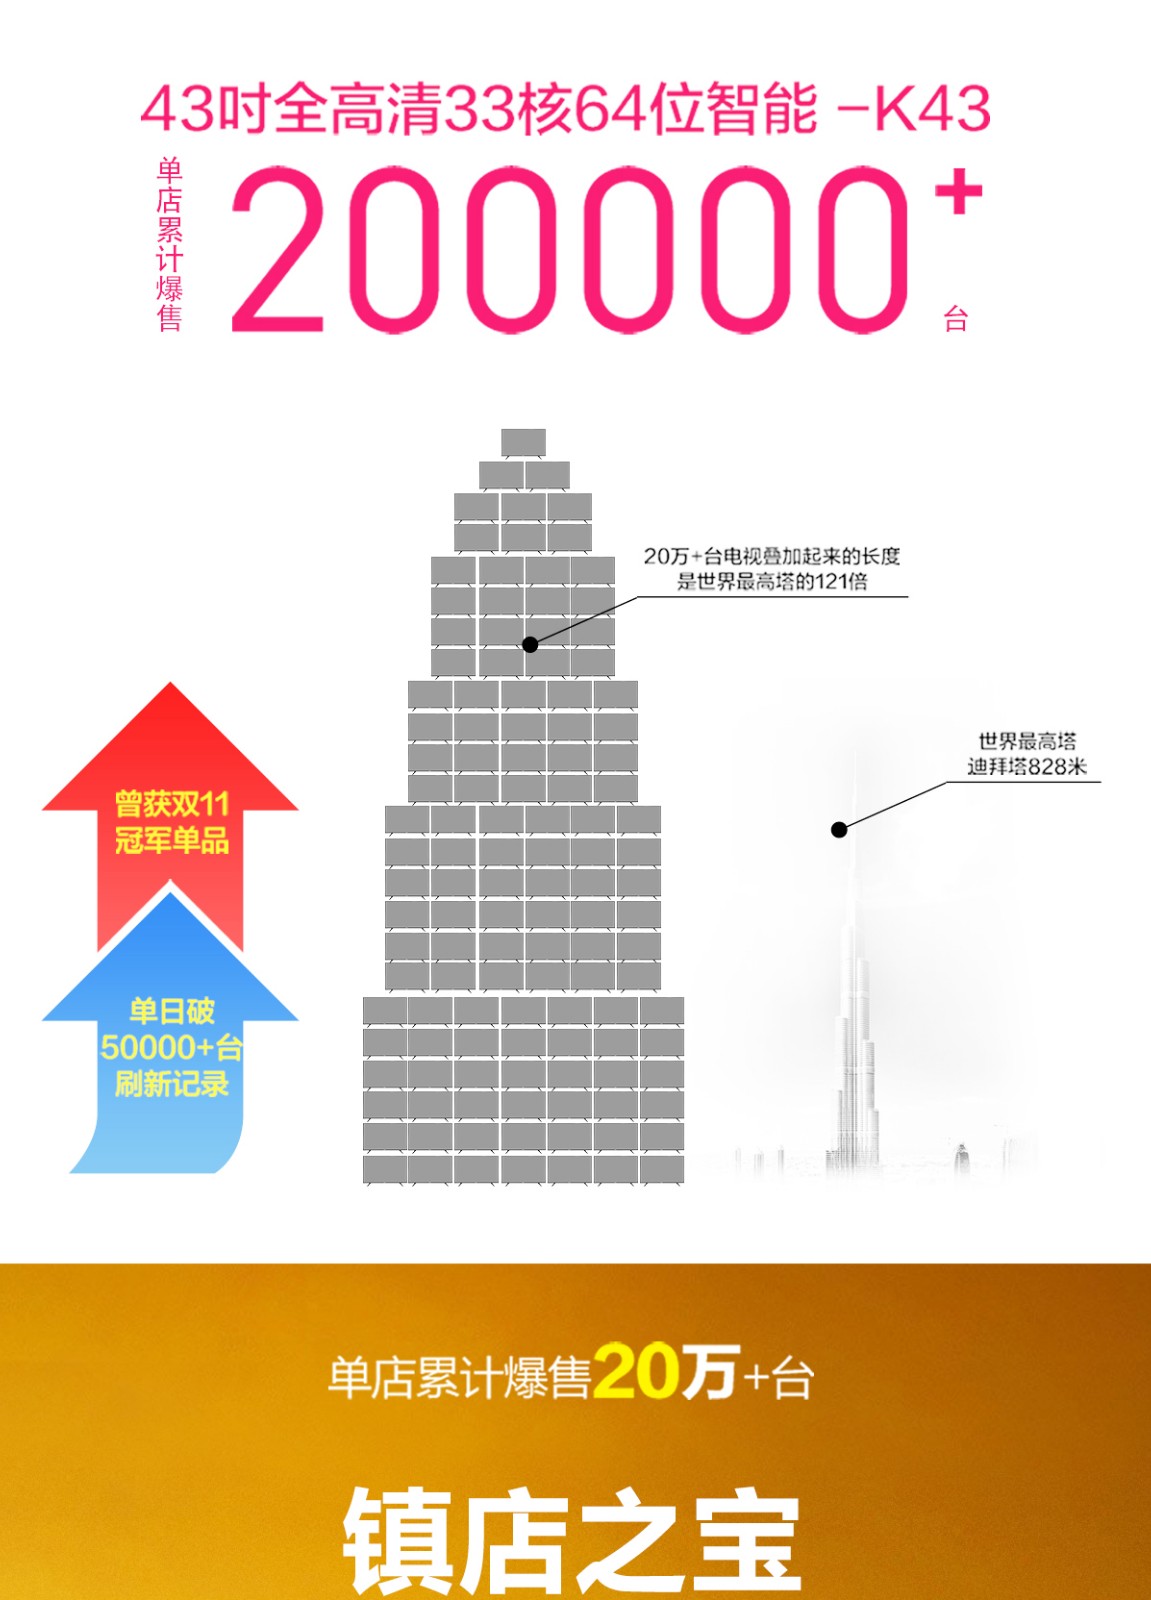 43吋全高清33核64位智能 –K43
单店累计爆售
200000+
台
20万+台电视叠加起来的长度
是世界最高塔的121倍
世界最高塔
迪拜塔828米
曾获双11
冠军单品
单日破
50000+台
刷新记录
单店累计爆售20万+台
镇店之宝